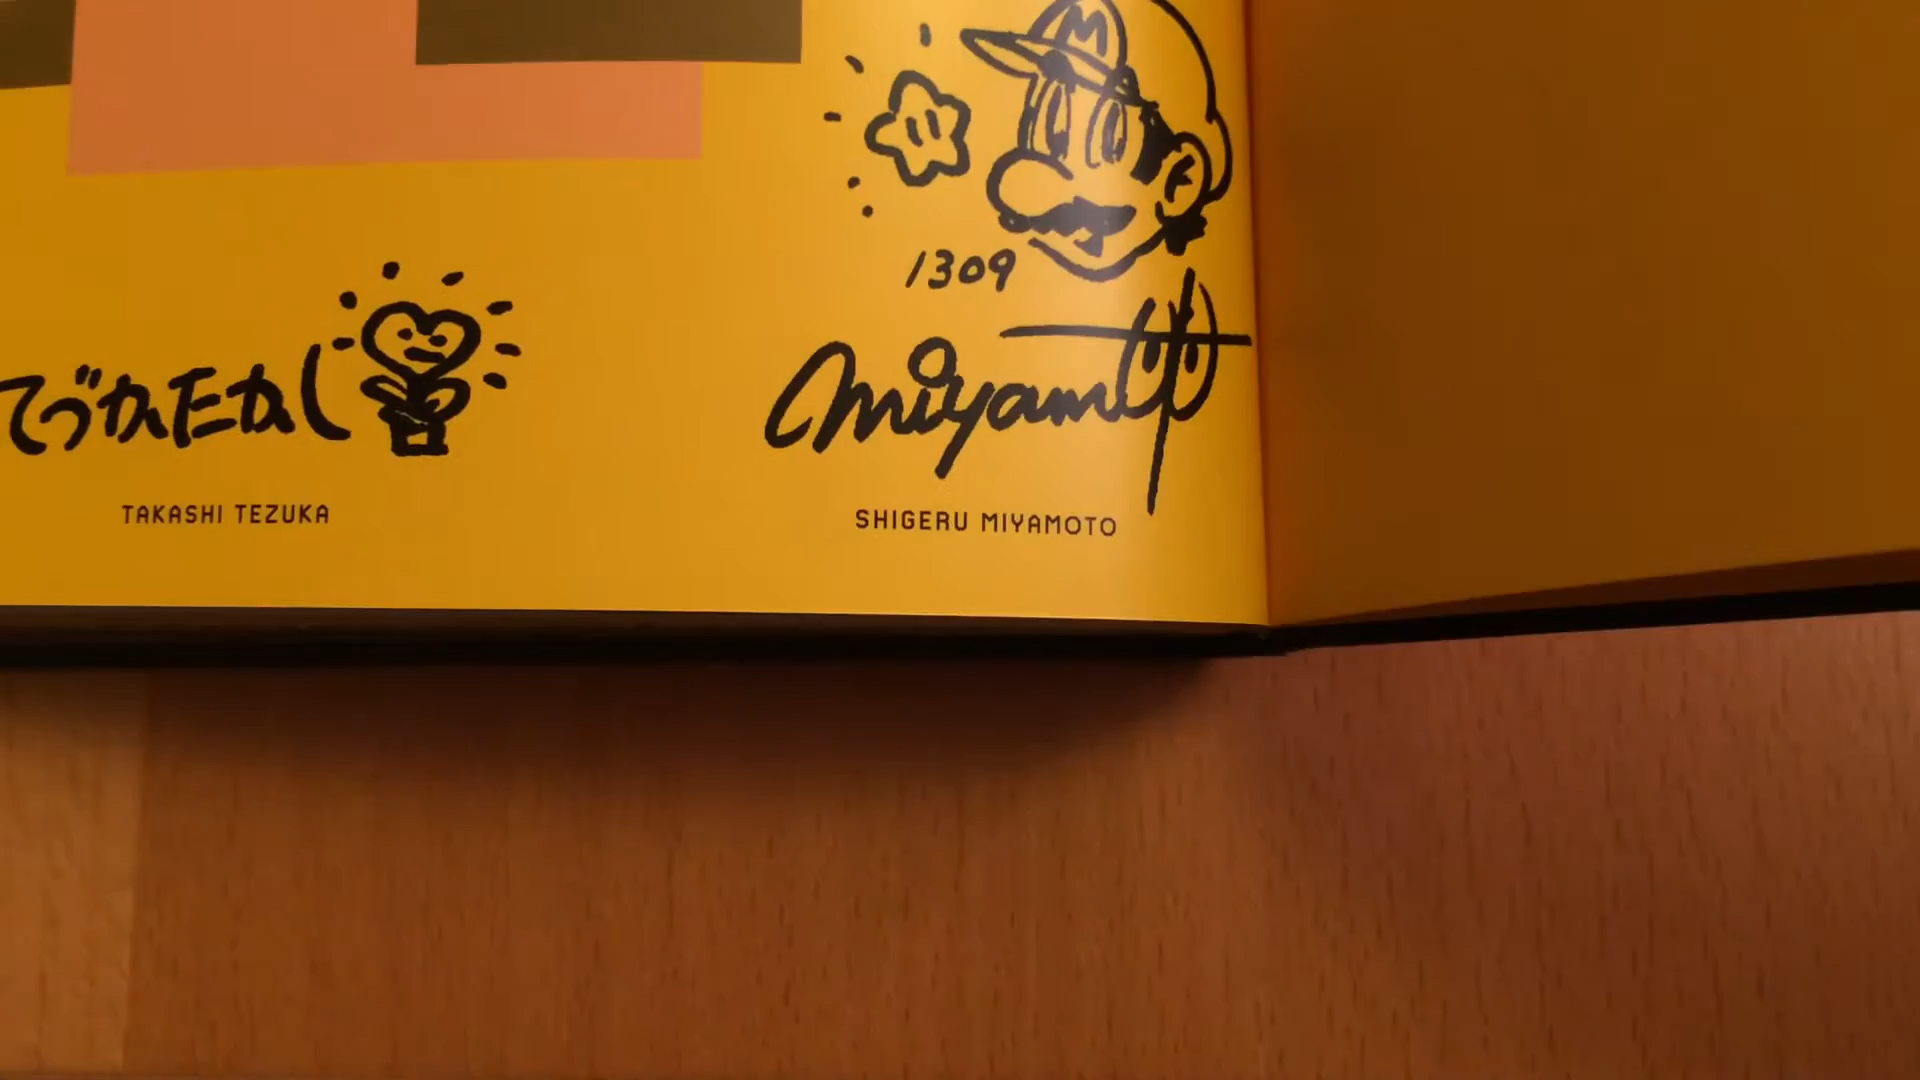 M
1309
てづかたかし
miyamoto
TAKASHI TEZUKA
SHIGERU MIYAMOTO